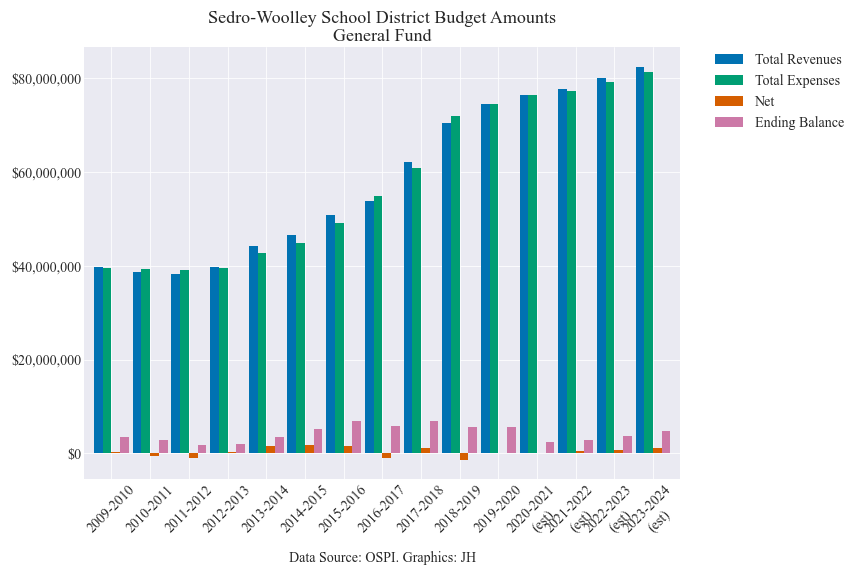 Sedro-Woolley School District Budget Amounts
General Fund
Total Revenues
Total Expenses
Net
Ending Balance
$80,000,000
$60,000,000
$40,000,000
$20,000,000
$0
2009-2010
2010-2011
2011-2012
2012-2013
2013-2014
2014-2015
2015-2016
2016-2017
2017-2018
2018-2019
2019-2020
2020-2021
(est)
2021-2022
(est)
2022-2023
(est)
2023-2024
(est)
Data Source: OSPI. Graphics: JH